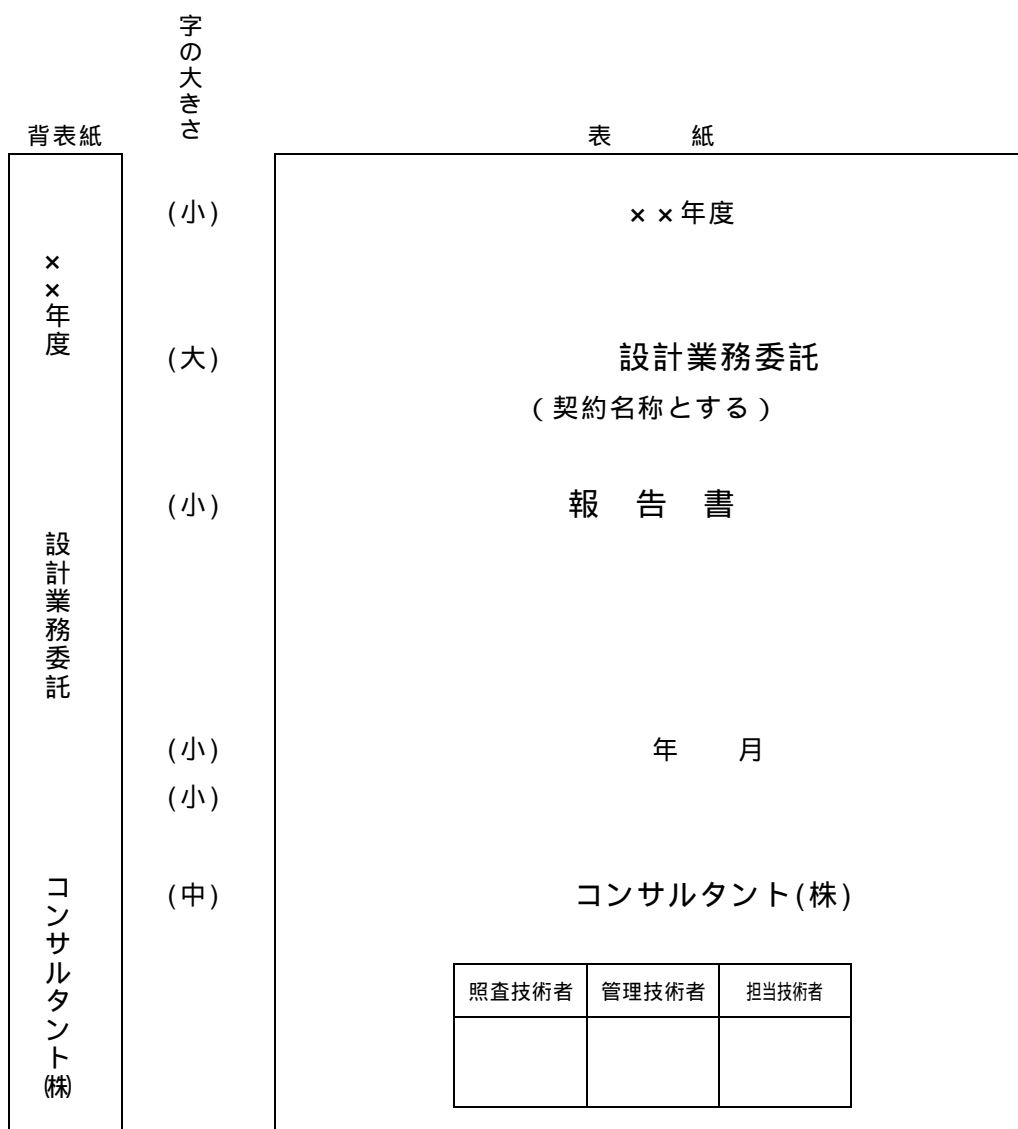 字の大きさ
背表紙
表 紙
××年度
設計業務委託
コンサルタント㈱
(小)
××年度
(大)
設計業務委託
(契約名称とする)
(小)
報 告 書
(小)
年 月
(小)
(中)
コンサルタント(株)
照査技術者 管理技術者 担当技術者